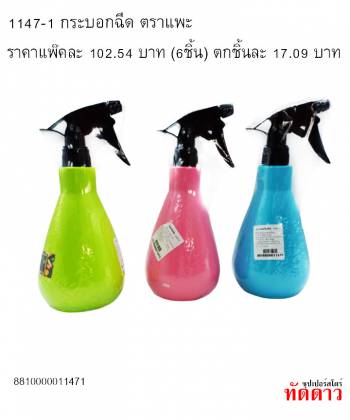 1147-1 กระบอกฉีด ตราแพะ
ราคาแพ๊คละ 102.54 บาท (6ชิ้น) ตกชิ้นละ 17.09 บาท
8810000011471
ซุปเปอร์สโตร์
ทัดดาว